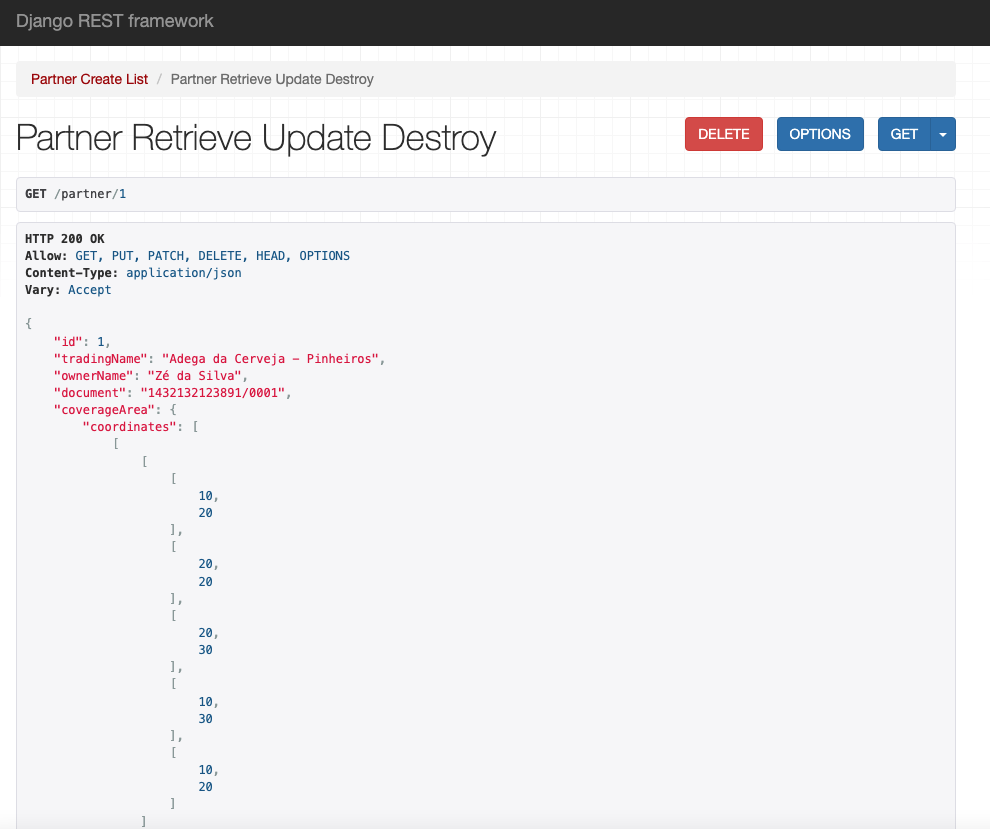 Django REST framework
Partner Create List / Partner Retrieve Update Destroy
Partner Retrieve Update Destroy
DELETE
OPTIONS
GET
GET /partner/1
HTTP 200 OK
Allow: GET, PUT, PATCH, DELETE, HEAD, OPTIONS
Content-Type: application/json
Vary: Accept
{
    "id": 1,
    "tradingName": "Adega da Cerveja - Pinheiros",
    "ownerName": "Zé da Silva",
    "document": "1432132123891/0001",
    "coverageArea": {
        "coordinates": [
            [
                [
                    [
                        10,
                        20
                    ],
                    [
                        20,
                        20
                    ],
                    [
                        20,
                        30
                    ],
                    [
                        10,
                        30
                    ],
                    [
                        10,
                        20
                    ]
                ]